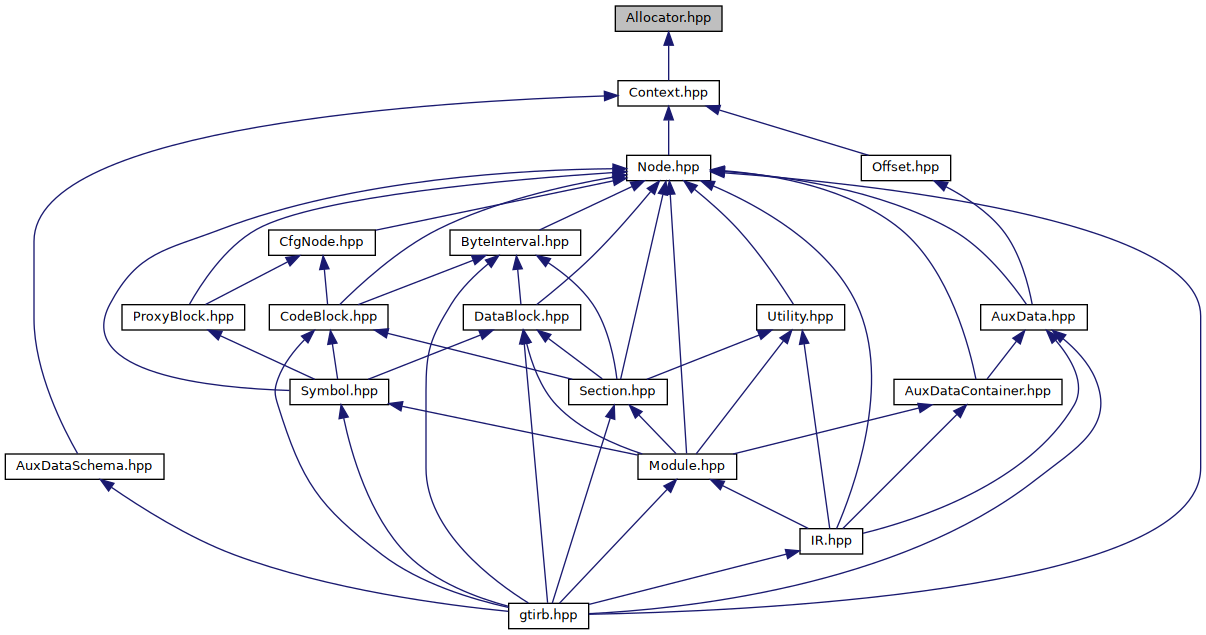 Allocator.hpp
Context.hpp
Node.hpp
Offset.hpp
CfgNode.hpp
ByteInterval.hpp
ProxyBlock.hpp
CodeBlock.hpp
DataBlock.hpp
Utility.hpp
AuxData.hpp
Symbol.hpp
Section.hpp
AuxDataContainer.hpp
AuxDataSchema.hpp
Module.hpp
IR.hpp
gtirb.hpp